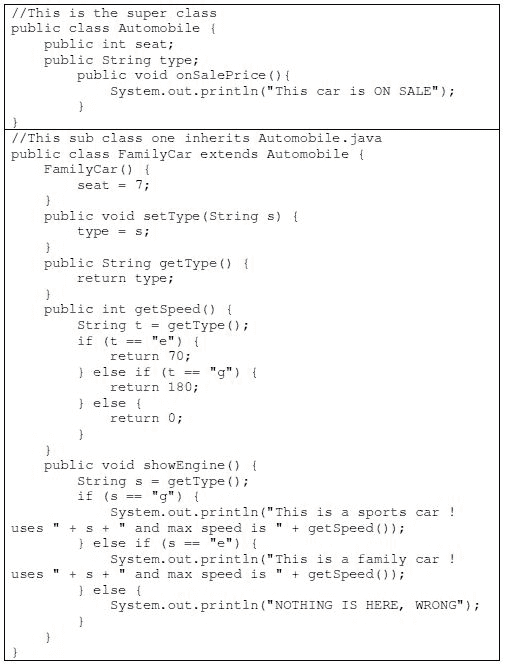 //This is the super class
public class Automobile {
    public int seat;
    public String type;
        public void onSalePrice(){
            System.out.println("This car is ON SALE");
        }
}
//This sub class one inherits Automobile.java
public class FamilyCar extends Automobile {
    FamilyCar() {
        seat = 7;
    }
    public void setType(String s) {
        type = s;
    }
    public String getType() {
        return type;
    }
    public int getSpeed() {
        String t = getType();
        if (t == "e") {
            return 70;
        } else if (t == "g") {
            return 180;
        } else {
            return 0;
        }
    }
    public void showEngine() {
        String s = getType();
        if (s == "g") {
            System.out.println("This is a sports car !
uses " + s + " and max speed is " + getSpeed());
        } else if (s == "e") {
            System.out.println("This is a family car !
uses " + s + " and max speed is " + getSpeed());
        } else {
            System.out.println("NOTHING IS HERE, WRONG");
        }
    }
}